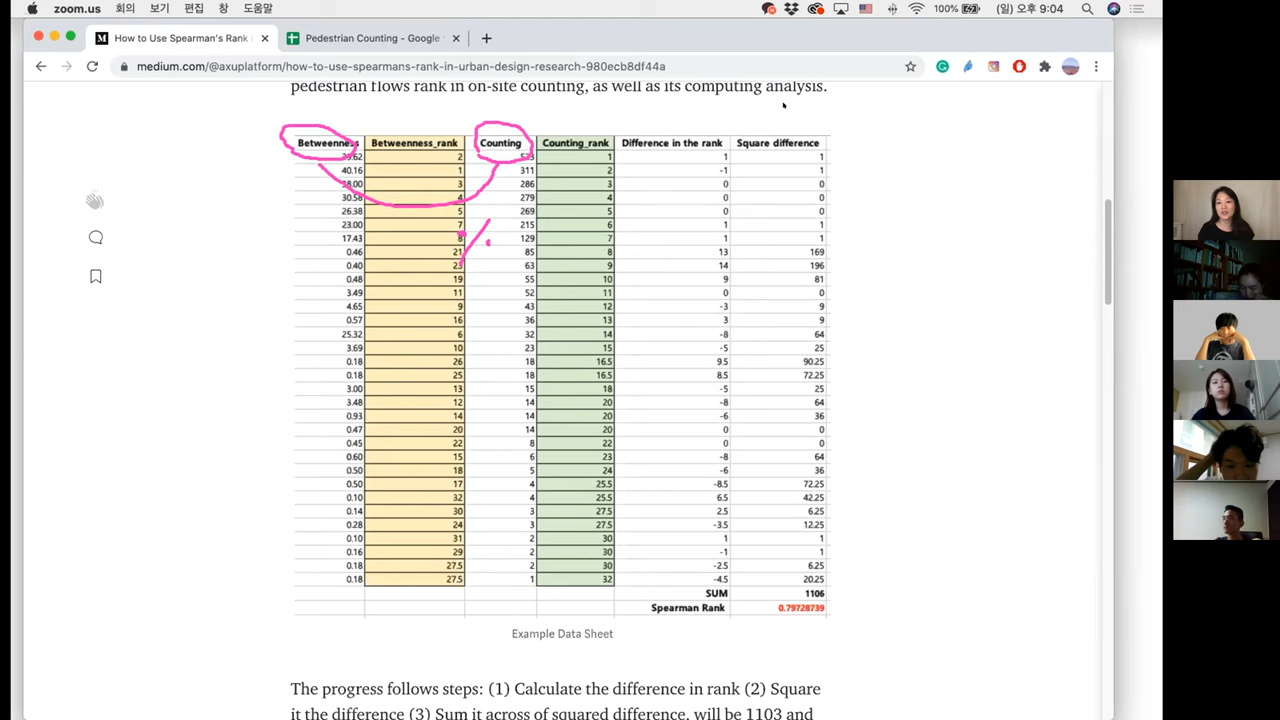 zoom.us 회의 보기 편집 창 도움말 100% (일) 오후 9:04
M How to Use Spearman's Rank × Pedestrian Counting - Google × +
medium.com/@axuplatform/how-to-use-spearmans-rank-in-urban-design-research-980ecb8df44a
pedestrian flows rank in on-site counting, as well as its computing analysis.
Betweenness Betweenness_rank Counting Counting_rank Difference in the rank Square difference
2 1 1 1
40.16 1 311 2 -1 1
38.00 3 286 3 0 0
30.58 4 279 4 0 0
26.38 5 269 5 0 0
23.00 7 215 6 1 1
17.43 8 129 7 1 1
0.46 21 85 8 13 169
0.40 23 63 9 14 196
0.48 19 55 10 9 81
3.49 11 52 11 0 0
4.65 9 43 12 -3 9
0.57 16 36 13 3 9
25.32 6 32 14 -8 64
3.69 10 23 15 -5 25
0.18 26 18 16.5 9.5 90.25
0.18 25 18 16.5 8.5 72.25
3.00 13 15 18 -5 25
3.48 12 14 20 -8 64
0.93 14 14 20 -6 36
0.47 20 14 20 0 0
0.45 22 8 22 0 0
0.60 15 6 23 -8 64
0.50 18 5 24 -6 36
0.50 17 4 25.5 -8.5 72.25
0.10 32 4 25.5 6.5 42.25
0.14 30 3 27.5 2.5 6.25
0.28 24 3 27.5 -3.5 12.25
0.10 31 2 30 1 1
0.16 29 2 30 -1 1
0.18 27.5 2 30 -2.5 6.25
0.18 27.5 1 32 -4.5 20.25
SUM 1106
Spearman Rank 0.79728739
Example Data Sheet
The progress follows steps: (1) Calculate the difference in rank (2) Square
it the difference (3) Sum it across of squared difference, will be 1103 and